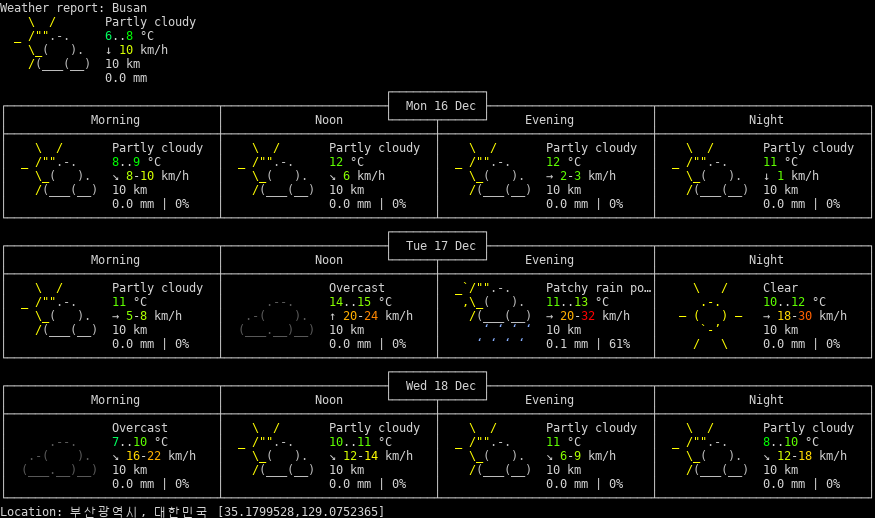 Weather report: Busan
Partly cloudy
6..8 °C
↓ 10 km/h
10 km
0.0 mm
Mon 16 Dec
Morning Noon Evening Night
Partly cloudy Partly cloudy Partly cloudy Partly cloudy
8..9 °C 12 °C 12 °C 11 °C
↘ 8-10 km/h ↘ 6 km/h → 2-3 km/h ↓ 1 km/h
10 km 10 km 10 km 10 km
0.0 mm | 0% 0.0 mm | 0% 0.0 mm | 0% 0.0 mm | 0%
Tue 17 Dec
Morning Noon Evening Night
Partly cloudy Overcast Patchy rain po… Clear
11 °C 14..15 °C 11..13 °C 10..12 °C
→ 5-8 km/h ↑ 20-24 km/h → 20-32 km/h → 18-30 km/h
10 km 10 km 10 km 10 km
0.0 mm | 0% 0.0 mm | 0% 0.1 mm | 61% 0.0 mm | 0%
Wed 18 Dec
Morning Noon Evening Night
Overcast Partly cloudy Partly cloudy Partly cloudy
7..10 °C 10..11 °C 11 °C 8..10 °C
↘ 16-22 km/h ↘ 12-14 km/h ↘ 6-9 km/h ↘ 12-18 km/h
10 km 10 km 10 km 10 km
0.0 mm | 0% 0.0 mm | 0% 0.0 mm | 0% 0.0 mm | 0%
Location: 부산광역시, 대한민국 [35.1799528,129.0752365]